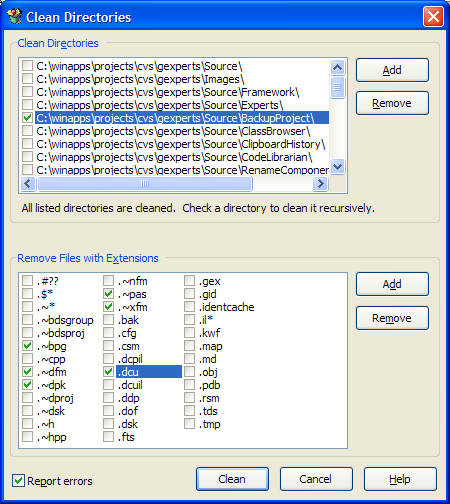 Clean Directories
Clean Directories
C:\winapps\projects\cvs\gexperts\Source\
C:\winapps\projects\cvs\gexperts\Images\
C:\winapps\projects\cvs\gexperts\Source\Framework\
C:\winapps\projects\cvs\gexperts\Source\Experts\
C:\winapps\projects\cvs\gexperts\Source\BackupProject\
C:\winapps\projects\cvs\gexperts\Source\ClassBrowser\
C:\winapps\projects\cvs\gexperts\Source\ClipboardHistory\
C:\winapps\projects\cvs\gexperts\Source\CodeLibrarian\
C:\winapps\projects\cvs\gexperts\Source\RenameComponen
Add
Remove
All listed directories are cleaned. Check a directory to clean it recursively.
Remove Files with Extensions
.#??
.$*
.~*
.~bdsgroup
.~bdsproj
.~bpg
.~cpp
.~dfm
.~dpk
.~dproj
.~dsk
.~h
.~hpp
.~nfm
.~pas
.~xfm
.bak
.cfg
.csm
.dcpil
.dcu
.dcuil
.ddp
.dof
.dsk
.fts
.gex
.gid
.identcache
.il*
.kwf
.map
.md
.obj
.pdb
.rsm
.tds
.tmp
Add
Remove
Report errors
Clean
Cancel
Help